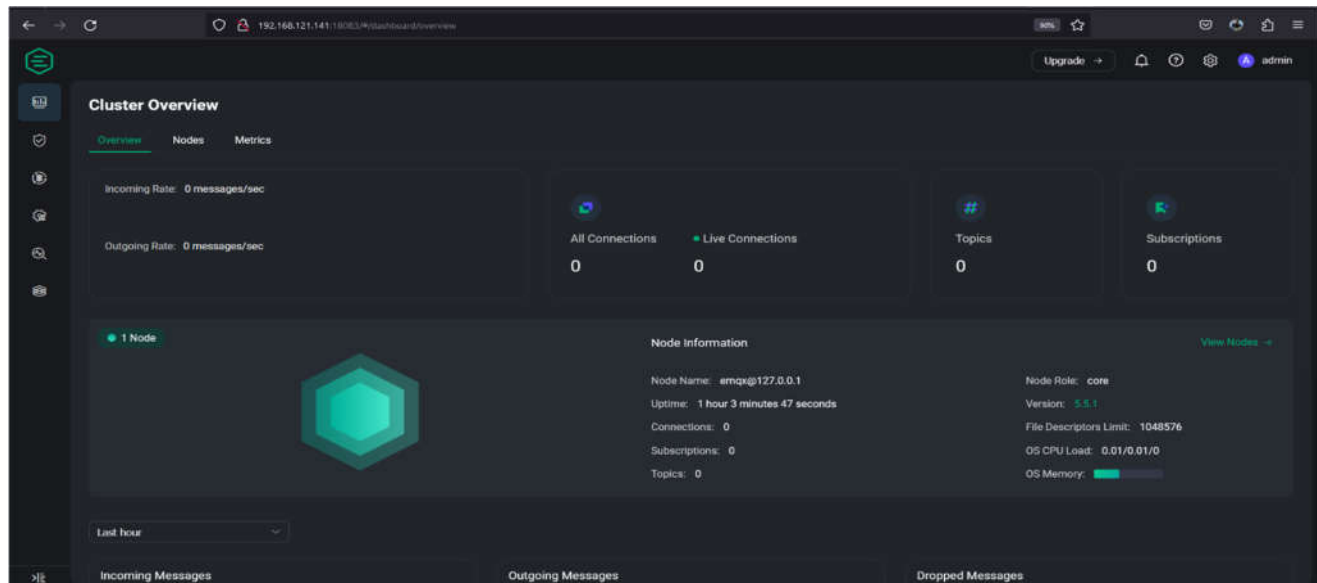 192.168.121.141:18083/#/dashboard/overview
90%
Upgrade →
A
admin
Cluster Overview
Overview
Nodes
Metrics
Incoming Rate: 0 messages/sec
Outgoing Rate: 0 messages/sec
All Connections
0
Live Connections
0
Topics
0
Subscriptions
0
1 Node
Node Information
View Nodes →
Node Name: emqx@127.0.0.1
Node Role: core
Uptime: 1 hour 3 minutes 47 seconds
Version: 5.5.1
Connections: 0
File Descriptors Limit: 1048576
Subscriptions: 0
OS CPU Load: 0.01/0.01/0
Topics: 0
OS Memory:
Last hour
Incoming Messages
Outgoing Messages
Dropped Messages